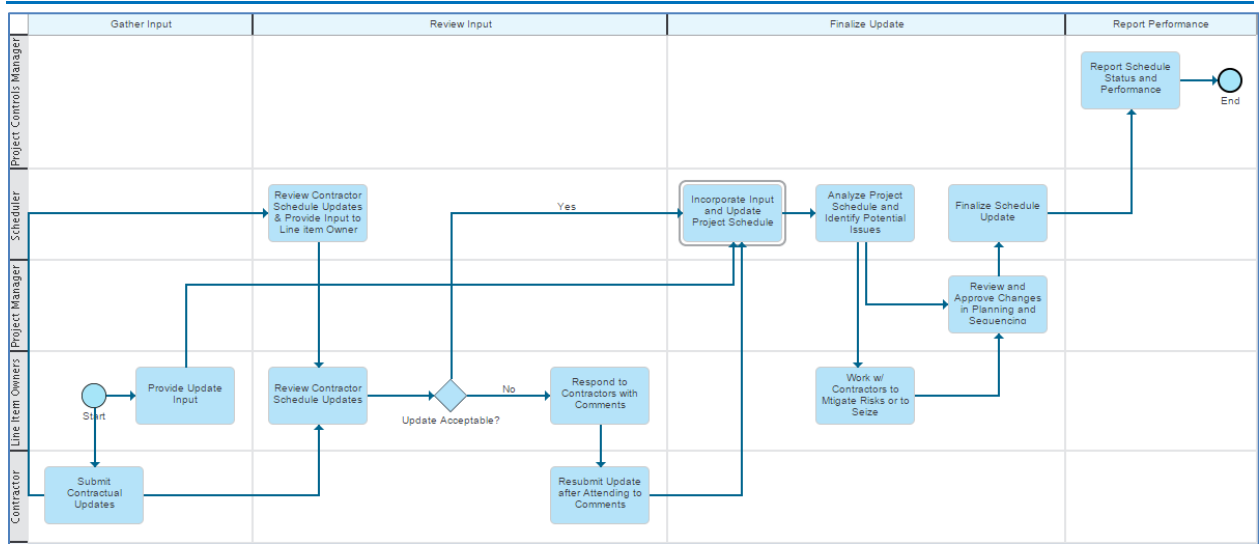 Gather Input
Review Input
Finalize Update
Report Performance
Project Controls Manager
Report Schedule
Status and
Performance
End
Scheduler
Review Contractor
Schedule Updates
& Provide Input to
Line item Owner
Yes
Incorporate Input
and Update
Project Schedule
Analyze Project
Schedule and
Identify Potential
Issues
Finalize Schedule
Update
Project Manager
Review and
Approve Changes
in Planning and
Sequencing
Line Item Owners
Start
Provide Update
Input
Review Contractor
Schedule Updates
Update Acceptable?
No
Respond to
Contractors with
Comments
Work w/
Contractors to
Mtigate Risks or to
Seize
Contractor
Submit
Contractual
Updates
Resubmit Update
after Attending to
Comments